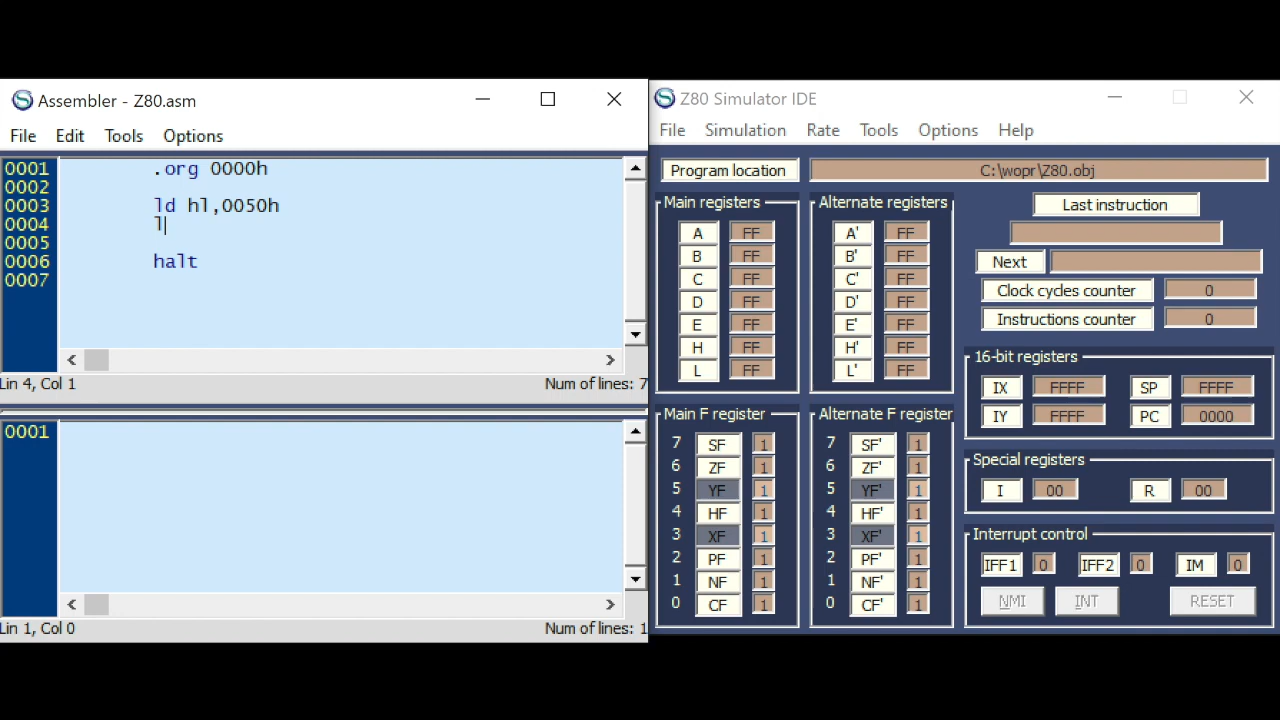 Assembler - Z80.asm
File Edit Tools Options
0001 .org 0000h
0002
0003 ld hl,0050h
0004 l
0005
0006 halt
0007
Lin 4, Col 1 Num of lines: 7
0001
Lin 1, Col 0 Num of lines: 1
Z80 Simulator IDE
File Simulation Rate Tools Options Help
Program location C:\wopr\Z80.obj
Main registers
A FF
B FF
C FF
D FF
E FF
H FF
L FF
Alternate registers
A' FF
B' FF
C' FF
D' FF
E' FF
H' FF
L' FF
Last instruction
Next
Clock cycles counter 0
Instructions counter 0
16-bit registers
IX FFFF SP FFFF
IY FFFF PC 0000
Main F register
7 SF 1
6 ZF 1
5 YF 1
4 HF 1
3 XF 1
2 PF 1
1 NF 1
0 CF 1
Alternate F register
7 SF' 1
6 ZF' 1
5 YF' 1
4 HF' 1
3 XF' 1
2 PF' 1
1 NF' 1
0 CF' 1
Special registers
I 00 R 00
Interrupt control
IFF1 0 IFF2 0 IM 0
NMI INT RESET